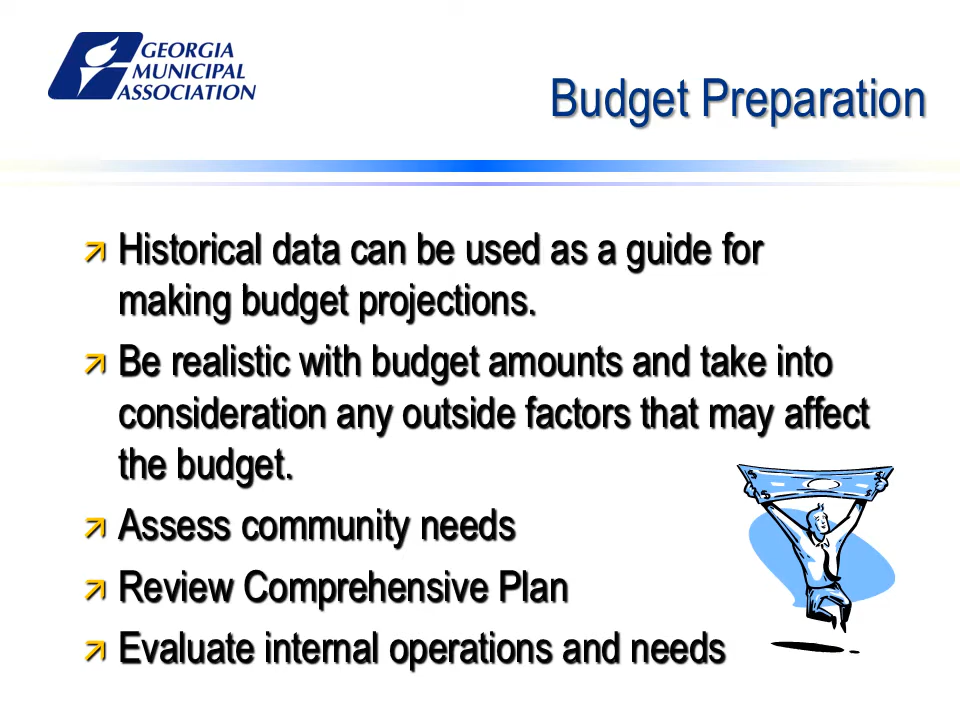 GEORGIA
MUNICIPAL
ASSOCIATION
Budget Preparation
Historical data can be used as a guide for
making budget projections.
Be realistic with budget amounts and take into
consideration any outside factors that may affect
the budget.
Assess community needs
Review Comprehensive Plan
Evaluate internal operations and needs